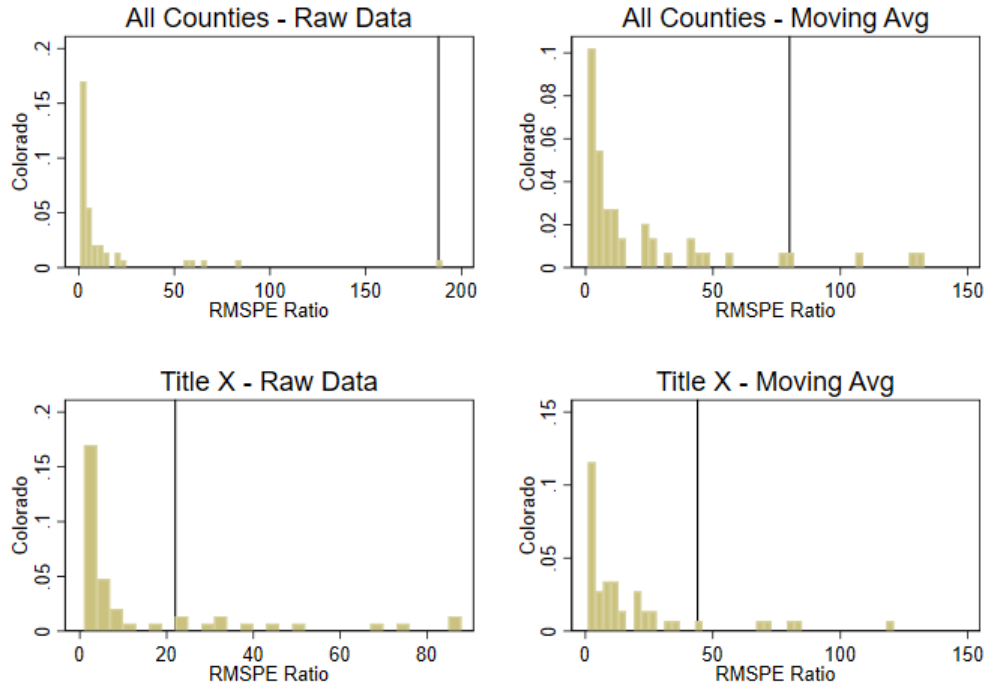 All Counties - Raw Data
Colorado
.2
.15
.1
.05
0
0 50 100 150 200
RMSPE Ratio
All Counties - Moving Avg
Colorado
.1
.08
.06
.04
.02
0
0 50 100 150
RMSPE Ratio
Title X - Raw Data
Colorado
.2
.15
.1
.05
0
0 20 40 60 80
RMSPE Ratio
Title X - Moving Avg
Colorado
.15
.1
.05
0
0 50 100 150
RMSPE Ratio